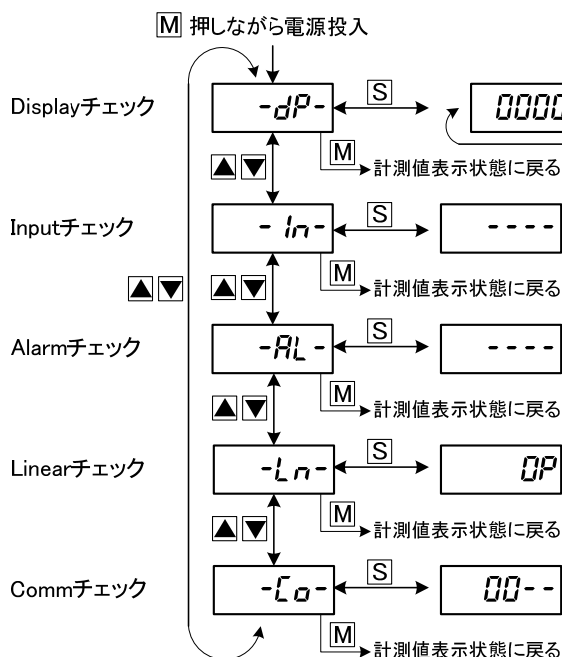 M 押しながら電源投入
Displayチェック
-dP-
S
0000
▲ ▼
M
計測値表示状態に戻る
Inputチェック
- In-
S
----
▲ ▼
▲ ▼
M
計測値表示状態に戻る
Alarmチェック
-AL-
S
----
▲ ▼
M
計測値表示状態に戻る
Linearチェック
-Ln-
S
OP
▲ ▼
M
計測値表示状態に戻る
Commチェック
-Co-
S
00--
M
計測値表示状態に戻る